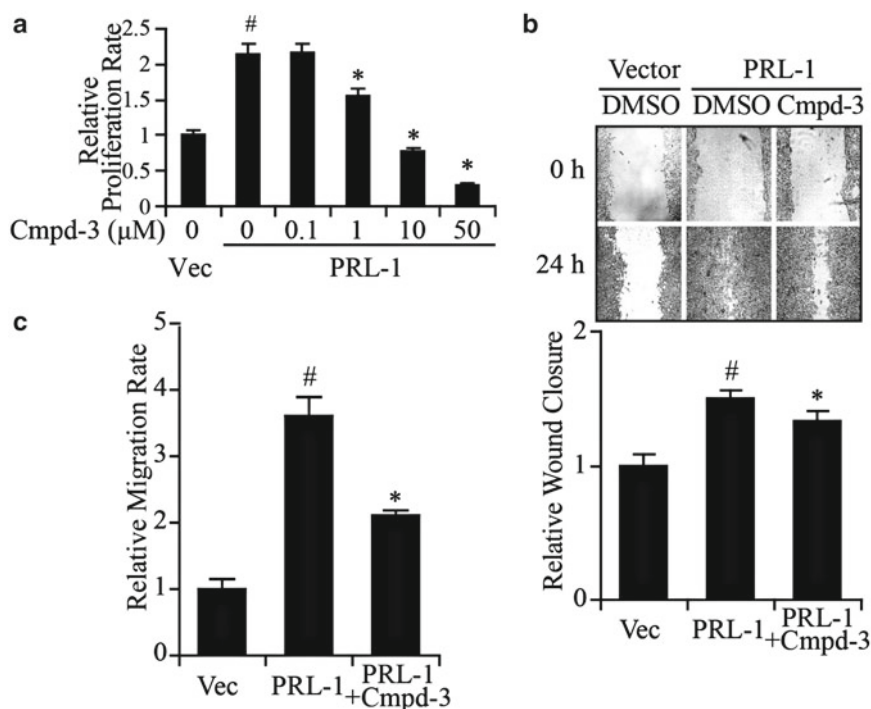 a
Relative
Proliferation Rate
2.5
2
1.5
1
0.5
0
#
*
*
*
Cmpd-3 (μM) 0 0 0.1 1 10 50
Vec PRL-1
b
Vector PRL-1
DMSO DMSO Cmpd-3
0 h
24 h
Relative Wound Closure
2
1
0
#
*
Vec PRL-1 PRL-1
+Cmpd-3
c
Relative Migration Rate
5
4
3
2
1
0
#
*
Vec PRL-1 PRL-1
+Cmpd-3